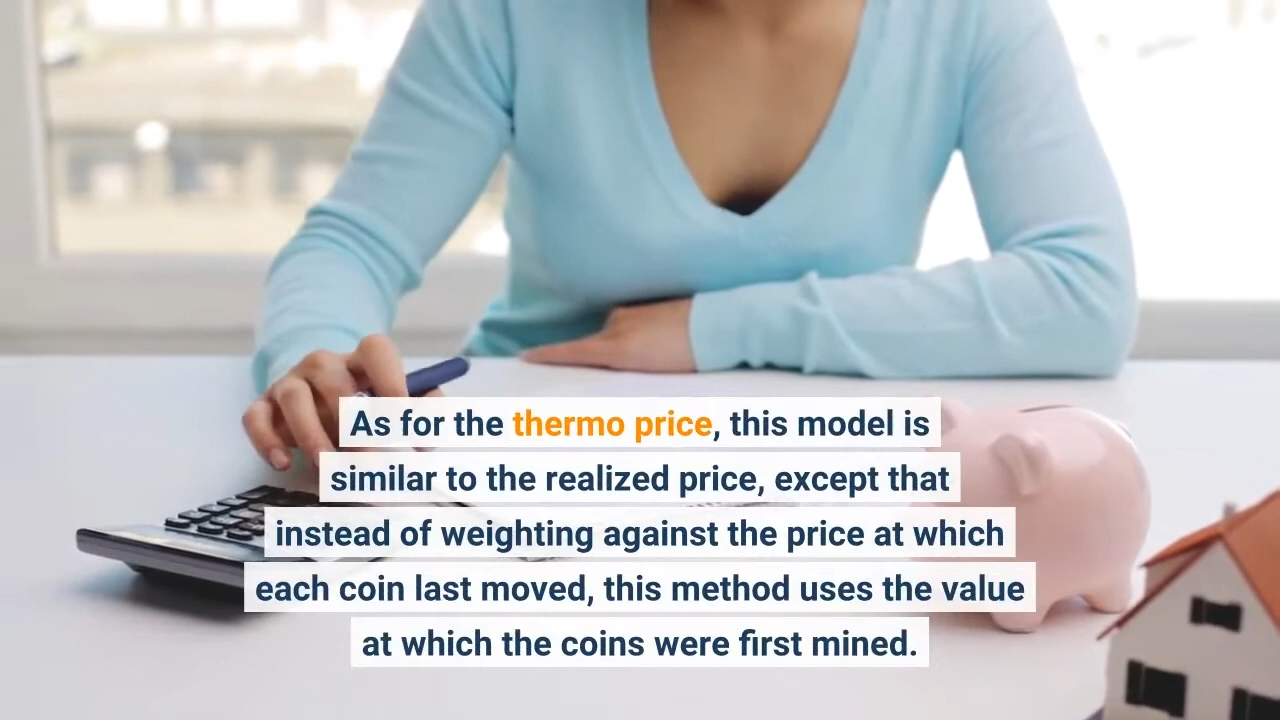 As for the thermo price, this model is
similar to the realized price, except that
instead of weighting against the price at which
each coin last moved, this method uses the value
at which the coins were first mined.